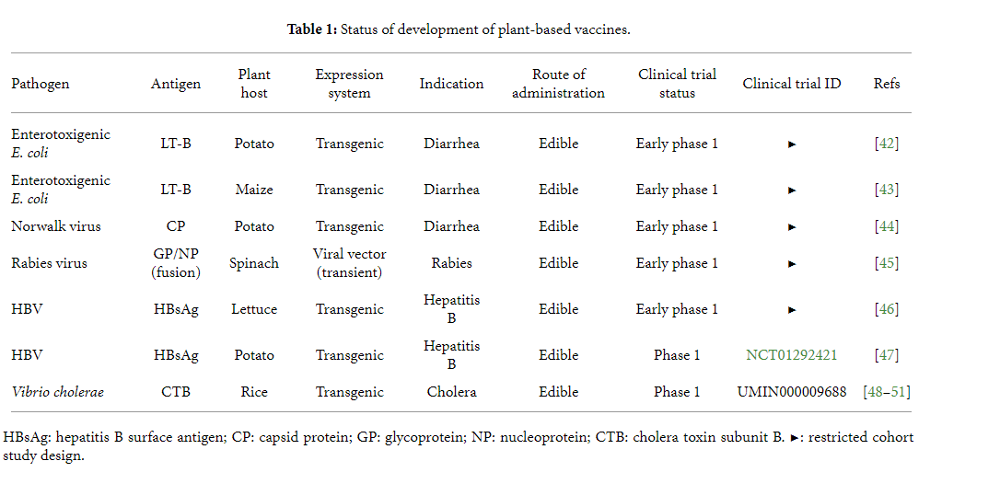 Table 1: Status of development of plant-based vaccines.
Pathogen Antigen Plant host Expression system Indication Route of administration Clinical trial status Clinical trial ID Refs
Enterotoxigenic E. coli LT-B Potato Transgenic Diarrhea Edible Early phase 1 ► [42]
Enterotoxigenic E. coli LT-B Maize Transgenic Diarrhea Edible Early phase 1 ► [43]
Norwalk virus CP Potato Transgenic Diarrhea Edible Early phase 1 ► [44]
Rabies virus GP/NP (fusion) Spinach Viral vector (transient) Rabies Edible Early phase 1 ► [45]
HBV HBsAg Lettuce Transgenic Hepatitis B Edible Early phase 1 ► [46]
HBV HBsAg Potato Transgenic Hepatitis B Edible Phase 1 NCT01292421 [47]
Vibrio cholerae CTB Rice Transgenic Cholera Edible Phase 1 UMIN000009688 [48–51]
HBsAg: hepatitis B surface antigen; CP: capsid protein; GP: glycoprotein; NP: nucleoprotein; CTB: cholera toxin subunit B. ►: restricted cohort
study design.